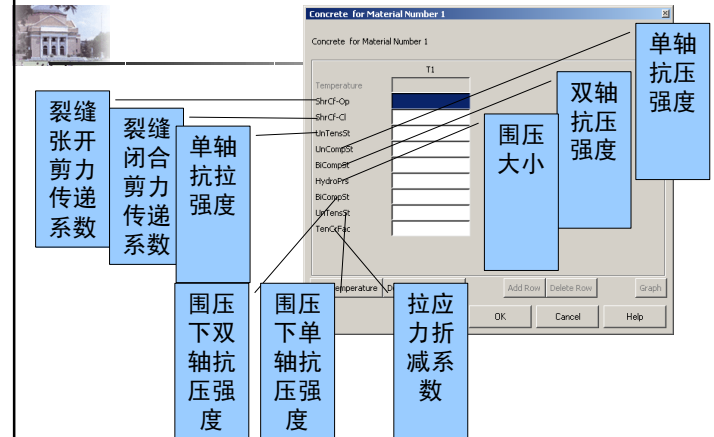 Concrete for Material Number 1
Concrete for Material Number 1
T1
Temperature
ShrCf-Op
ShrCf-Cl
UnTensSt
UnCompSt
BiCompSt
HydroPrs
BiCompSt
UnTensSt
TenCrFac
Temperature
Add Row
Delete Row
Graph
OK
Cancel
Help
裂缝
张开
剪力
传递
系数
裂缝
闭合
剪力
传递
系数
单轴
抗拉
强度
围压
大小
双轴
抗压
强度
单轴
抗压
强度
围压
下双
轴抗
压强
度
围压
下单
轴抗
压强
度
拉应
力折
减系
数